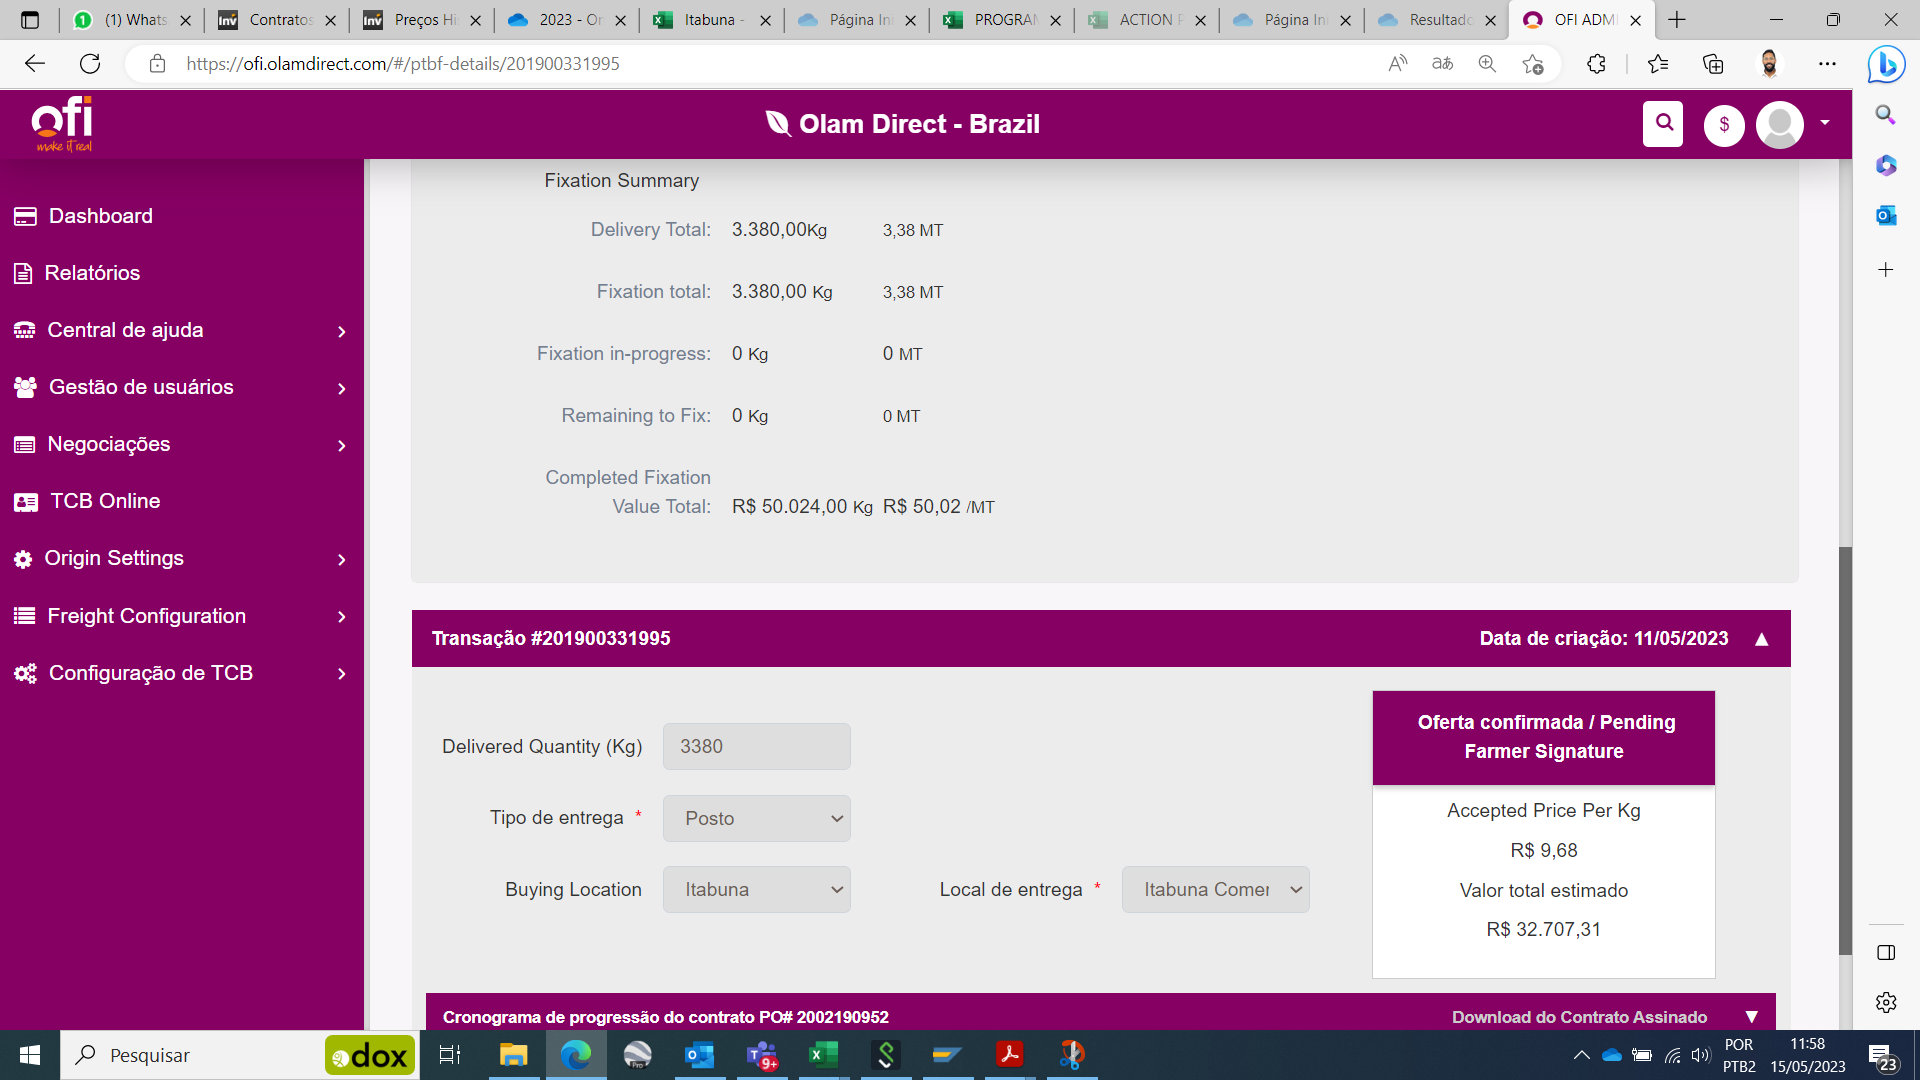 (1) Whats
Contratos
Preços Hi
2023 - Or
Itabuna -
Página In
PROGRAM
ACTION P
Página In
Resultado
OFI ADMI
https://ofi.olamdirect.com/#/ptbf-details/201900331995
ofi
make it real
Olam Direct - Brazil
$
Dashboard
Relatórios
Central de ajuda
Gestão de usuários
Negociações
TCB Online
Origin Settings
Freight Configuration
Configuração de TCB
Fixation Summary
Delivery Total: 3.380,00Kg 3,38 MT
Fixation total: 3.380,00 Kg 3,38 MT
Fixation in-progress: 0 Kg 0 MT
Remaining to Fix: 0 Kg 0 MT
Completed Fixation
Value Total: R$ 50.024,00 Kg R$ 50,02 /MT
Transação #201900331995 Data de criação: 11/05/2023
Delivered Quantity (Kg) 3380
Tipo de entrega * Posto
Buying Location Itabuna Local de entrega * Itabuna Comer
Oferta confirmada / Pending
Farmer Signature
Accepted Price Per Kg
R$ 9,68
Valor total estimado
R$ 32.707,31
Cronograma de progressão do contrato PO# 2002190952 Download do Contrato Assinado
Pesquisar
dox
Pro
9+
POR
PTB2
11:58
15/05/2023
23